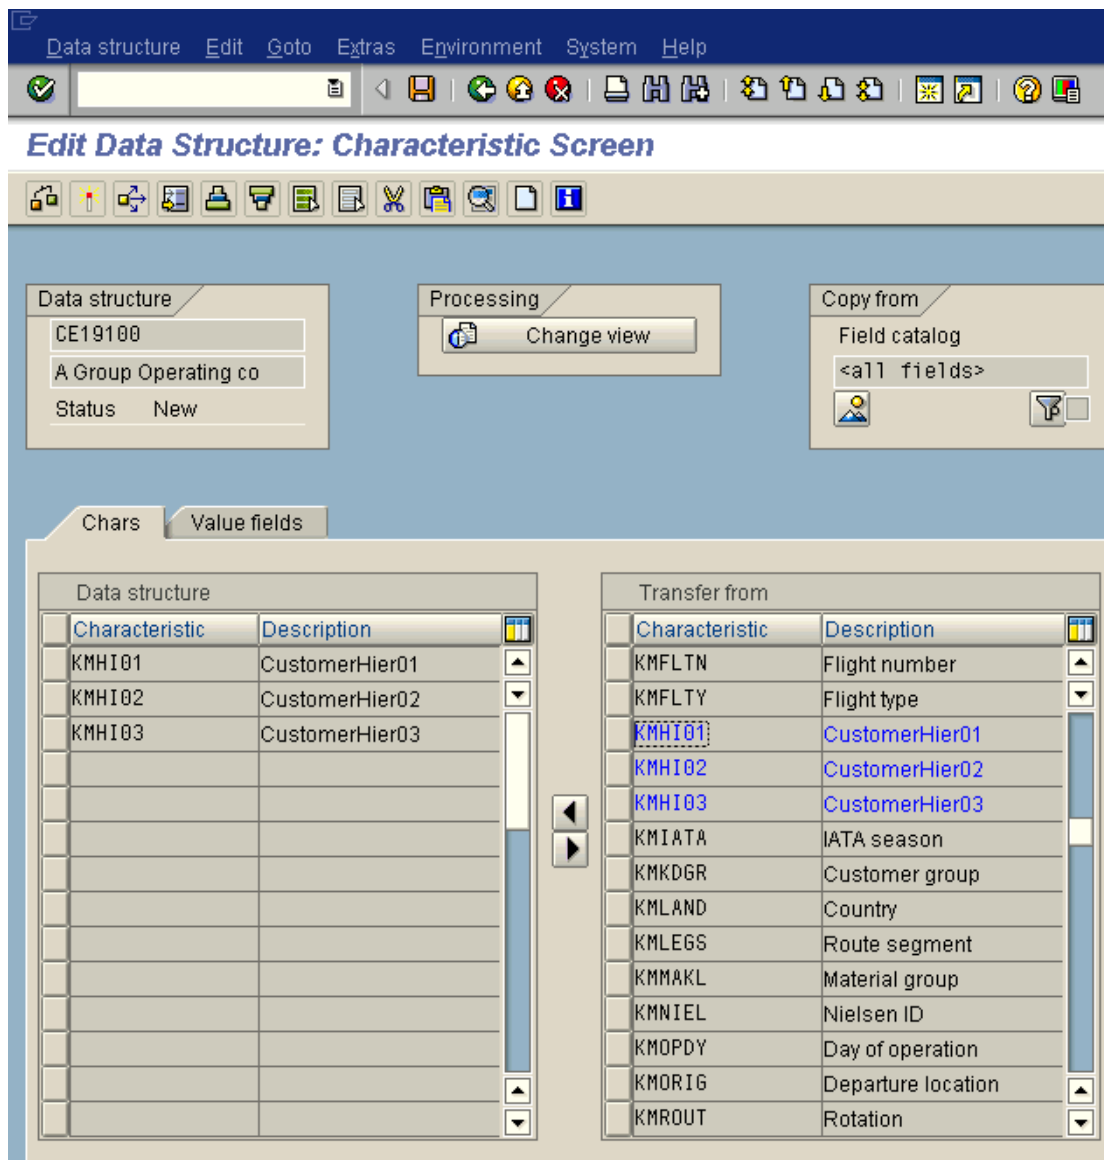 Data structure Edit Goto Extras Environment System Help
Edit Data Structure: Characteristic Screen
Data structure
CE19100
A Group Operating co
Status New
Processing
Change view
Copy from
Field catalog
<all fields>
Chars Value fields
Data structure
Characteristic Description
KMHI01 CustomerHier01
KMHI02 CustomerHier02
KMHI03 CustomerHier03
Transfer from
Characteristic Description
KMFLTN Flight number
KMFLTY Flight type
KMHI01 CustomerHier01
KMHI02 CustomerHier02
KMHI03 CustomerHier03
KMIATA IATA season
KMKDGR Customer group
KMLAND Country
KMLEGS Route segment
KMMAKL Material group
KMNIEL Nielsen ID
KMOPDY Day of operation
KMORIG Departure location
KMROUT Rotation